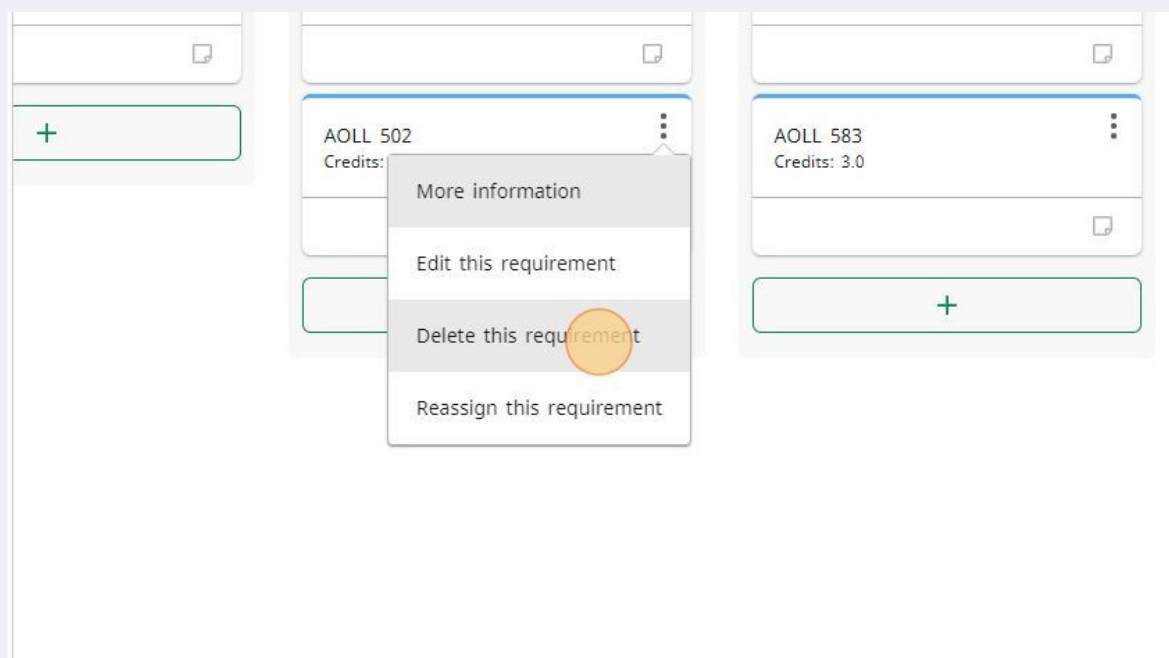 +
AOLL 502
Credits:
More information
Edit this requirement
Delete this requirement
Reassign this requirement
AOLL 583
Credits: 3.0
+